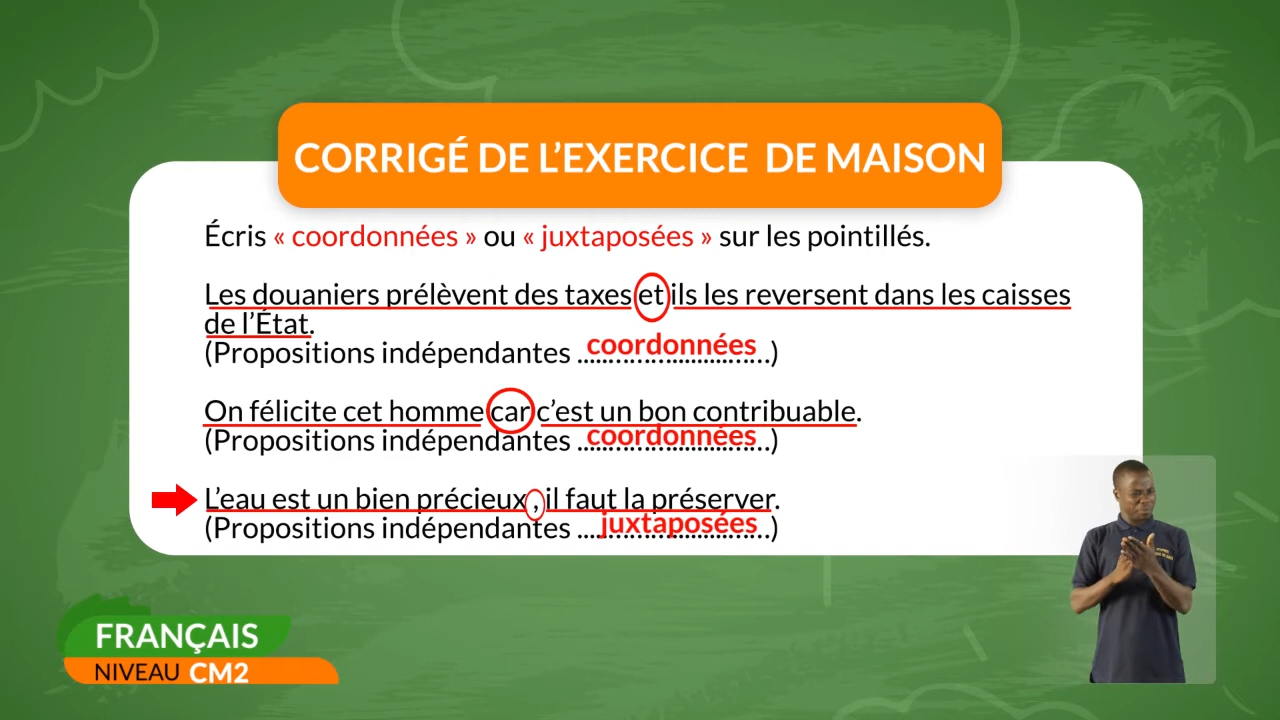 CORRIGÉ DE L'EXERCICE DE MAISON
Écris « coordonnées » ou « juxtaposées » sur les pointillés.
Les douaniers prélèvent des taxes et ils les reversent dans les caisses
de l'État.
(Propositions indépendantes ...coordonnées...)
On félicite cet homme car c'est un bon contribuable.
(Propositions indépendantes ...coordonnées...)
L'eau est un bien précieux , il faut la préserver.
(Propositions indépendantes ...juxtaposées...)
FRANÇAIS
NIVEAU CM2